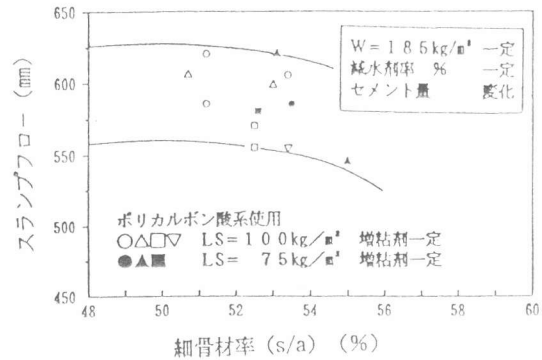 650
600
550
500
450
スランプフロー (mm)
W=185kg/m³ 一定
減水剤率 % 一定
セメント量 変化
ポリカルボン酸系使用
○△□▽ LS=100kg/m³ 増粘剤一定
●▲■ LS= 75kg/m³ 増粘剤一定
48 50 52 54 56 58 60
細骨材率 (s/a) (%)